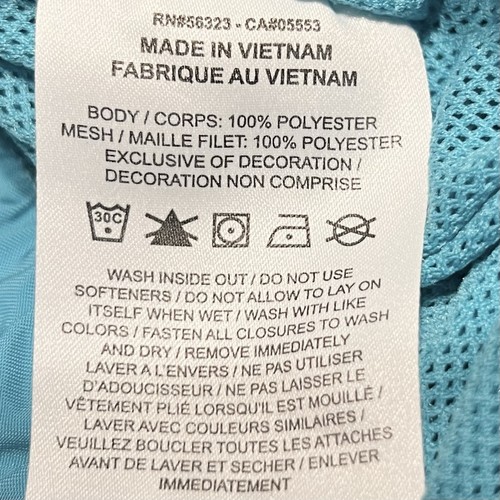 RN#56323 - CA#05553
MADE IN VIETNAM
FABRIQUE AU VIETNAM
BODY / CORPS: 100% POLYESTER
MESH / MAILLE FILET: 100% POLYESTER
EXCLUSIVE OF DECORATION /
DECORATION NON COMPRISE
30C
WASH INSIDE OUT / DO NOT USE
SOFTENERS / DO NOT ALLOW TO LAY ON
ITSELF WHEN WET / WASH WITH LIKE
COLORS / FASTEN ALL CLOSURES TO WASH
AND DRY / REMOVE IMMEDIATELY
LAVER A L'ENVERS / NE PAS UTILISER
D'ADOUCISSEUR / NE PAS LAISSER LE
VÊTEMENT PLIÉ LORSQU'IL EST MOUILLÉ /
LAVER AVEC COULEURS SIMILAIRES /
VEUILLEZ BOUCLER TOUTES LES ATTACHES
AVANT DE LAVER ET SECHER / ENLEVER
IMMEDIATEMENT